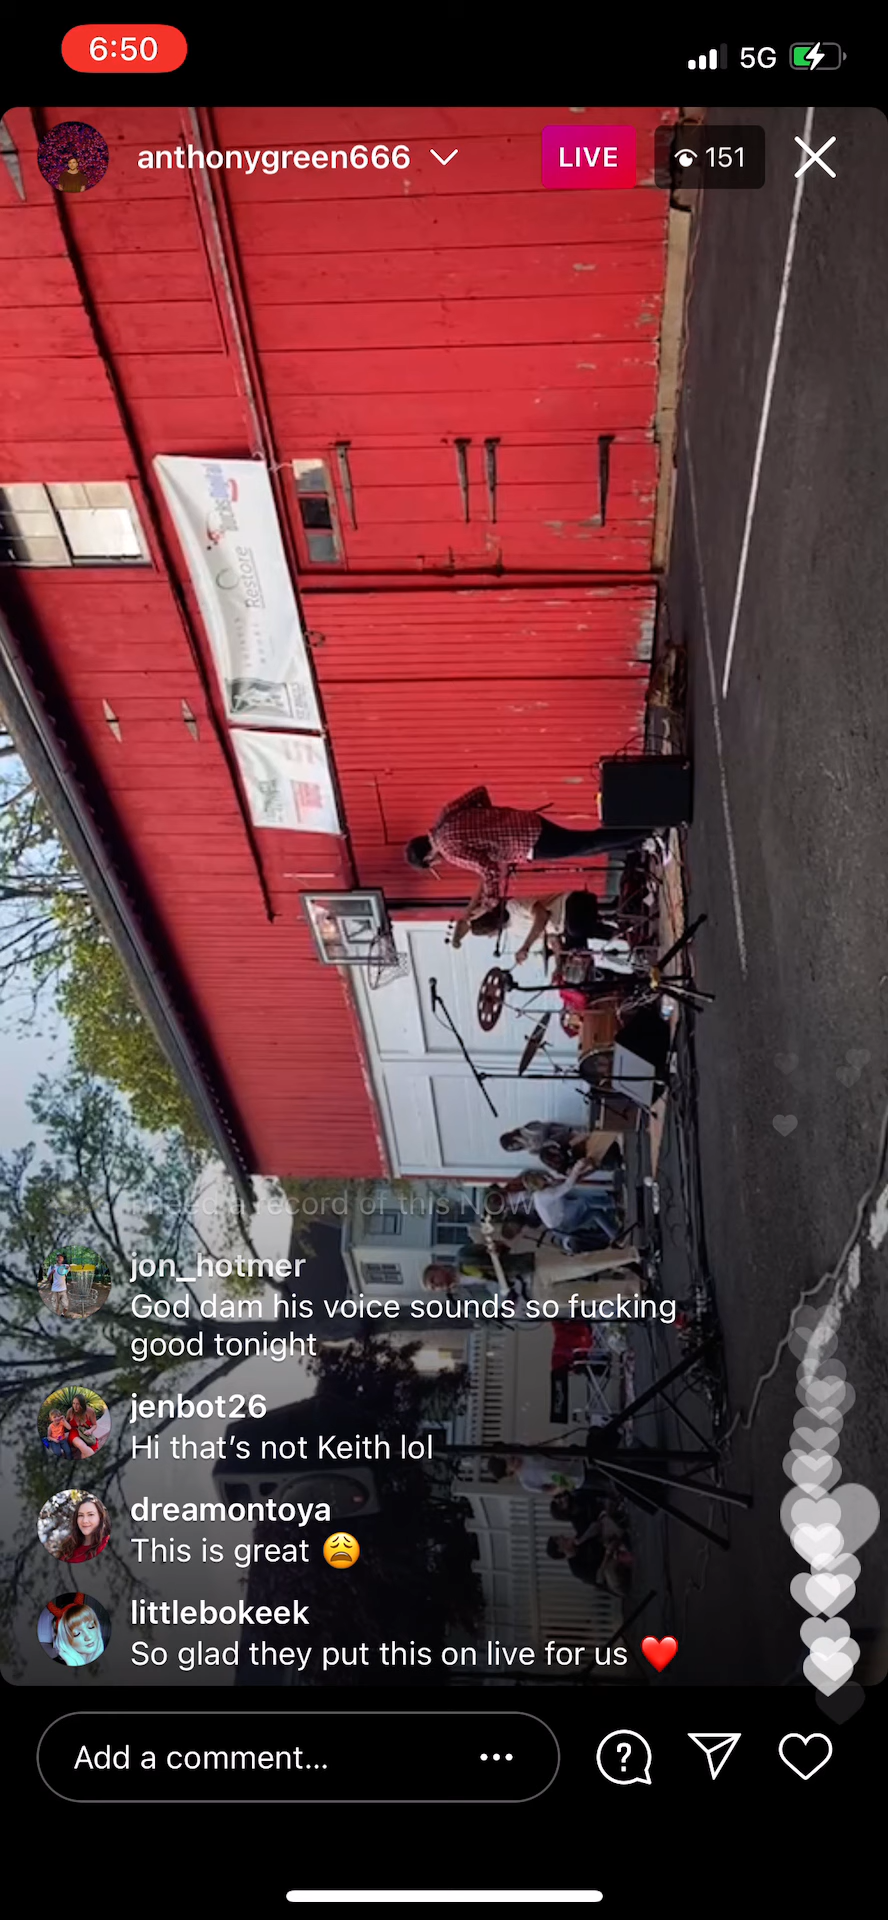 6:50
5G
anthonygreen666
LIVE
151
Restore
I need a record of this NOW
jon_hotmer
God dam his voice sounds so fucking
good tonight
jenbot26
Hi that's not Keith lol
dreamontoya
This is great 😩
littlebokeek
So glad they put this on live for us ❤️
Add a comment...